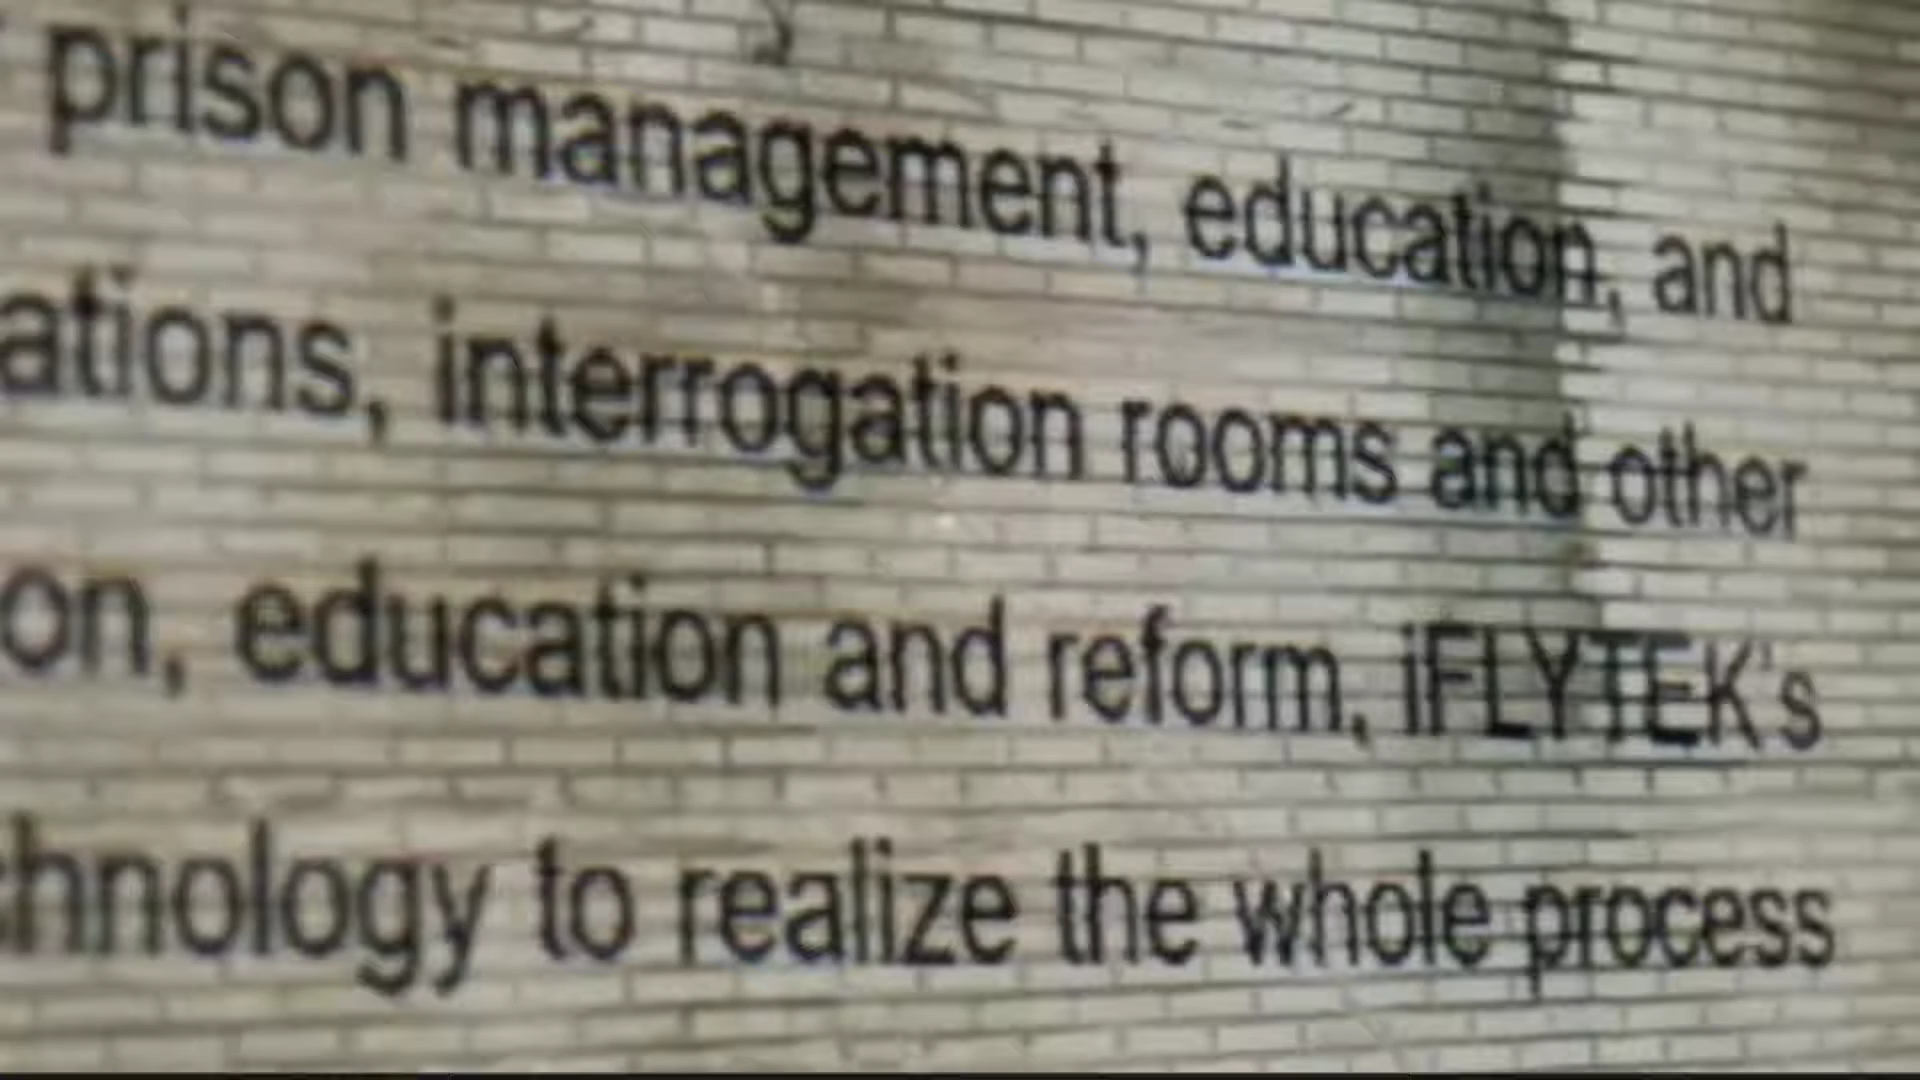 prison management, education, and
ations, interrogation rooms and other
on, education and reform, iFLYTEK's
chnology to realize the whole process